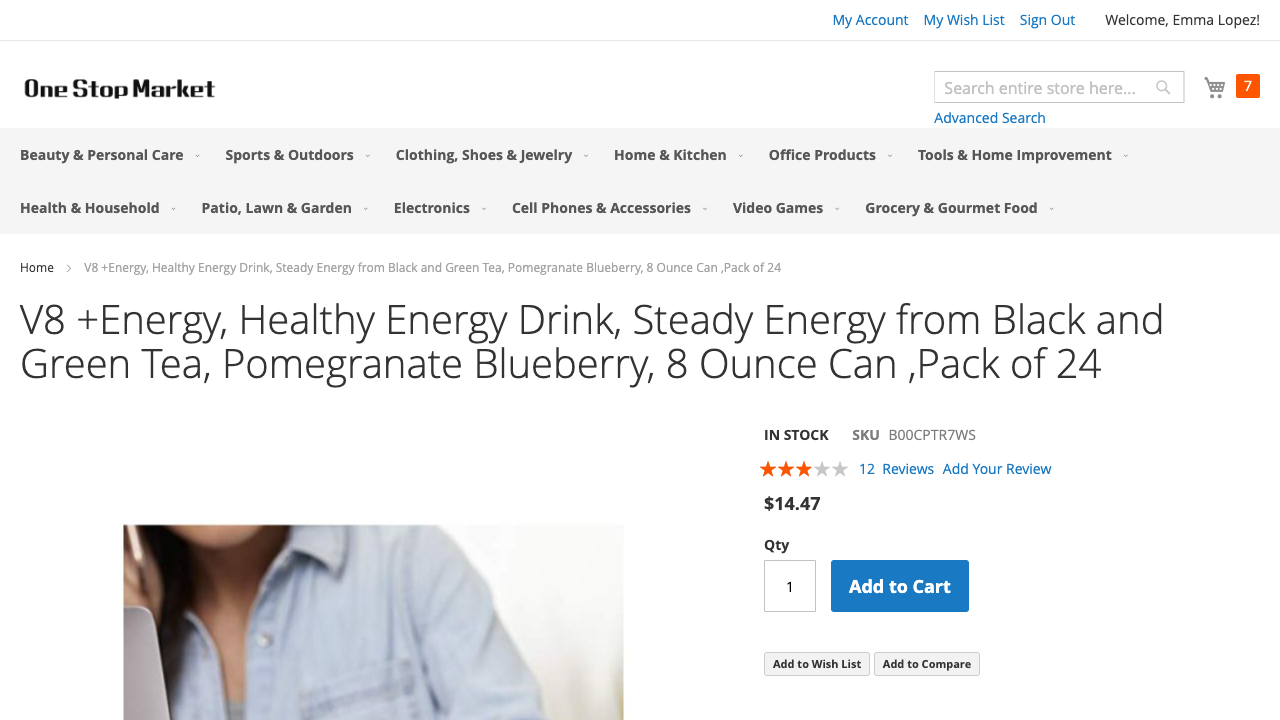 My Account My Wish List Sign Out Welcome, Emma Lopez!
One Stop Market
Search entire store here...
7
Advanced Search
Beauty & Personal Care Sports & Outdoors Clothing, Shoes & Jewelry Home & Kitchen Office Products Tools & Home Improvement
Health & Household Patio, Lawn & Garden Electronics Cell Phones & Accessories Video Games Grocery & Gourmet Food
Home V8 +Energy, Healthy Energy Drink, Steady Energy from Black and Green Tea, Pomegranate Blueberry, 8 Ounce Can ,Pack of 24
V8 +Energy, Healthy Energy Drink, Steady Energy from Black and
Green Tea, Pomegranate Blueberry, 8 Ounce Can ,Pack of 24
IN STOCK SKU B00CPTR7WS
12 Reviews Add Your Review
$14.47
Qty
1 Add to Cart
Add to Wish List Add to Compare